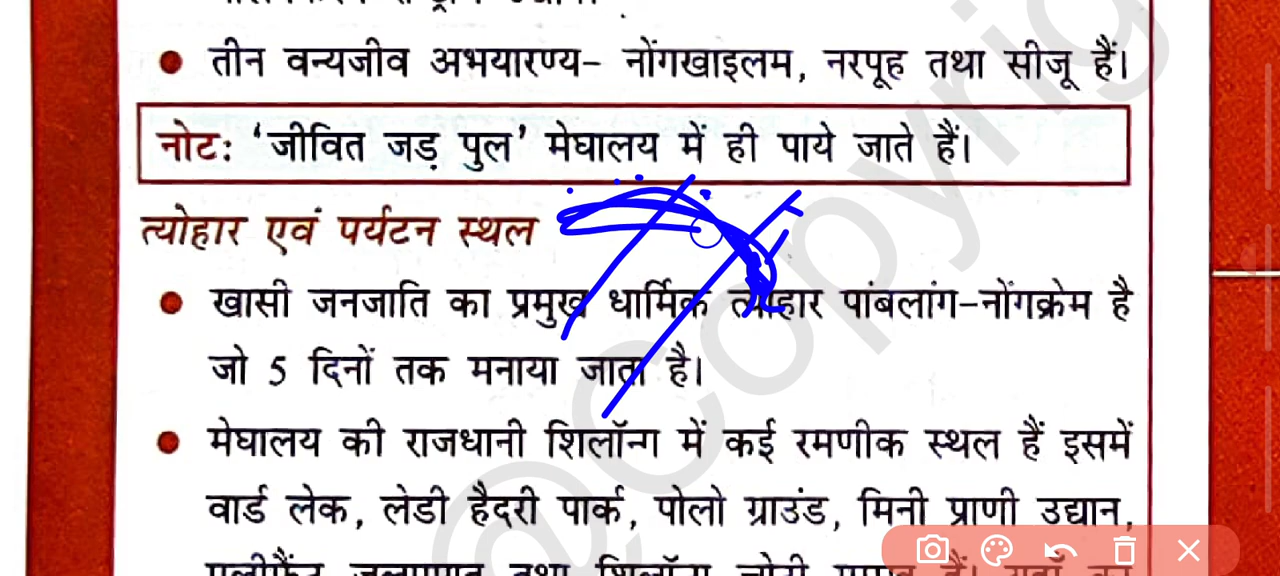 • तीन वन्यजीव अभयारण्य– नोंगखाइलम, नरपूह तथा सीजू हैं।
नोटः ‘जीवित जड़ पुल’ मेघालय में ही पाये जाते हैं।
त्योहार एवं पर्यटन स्थल
• खासी जनजाति का प्रमुख धार्मिक त्योहार पांबलांग–नोंगक्रेम है
जो 5 दिनों तक मनाया जाता है।
• मेघालय की राजधानी शिलॉन्ग में कई रमणीक स्थल हैं इसमें
वार्ड लेक, लेडी हैदरी पार्क, पोलो ग्राउंड, मिनी प्राणी उद्यान,
तथा शिलॉन्ग
@copyrig